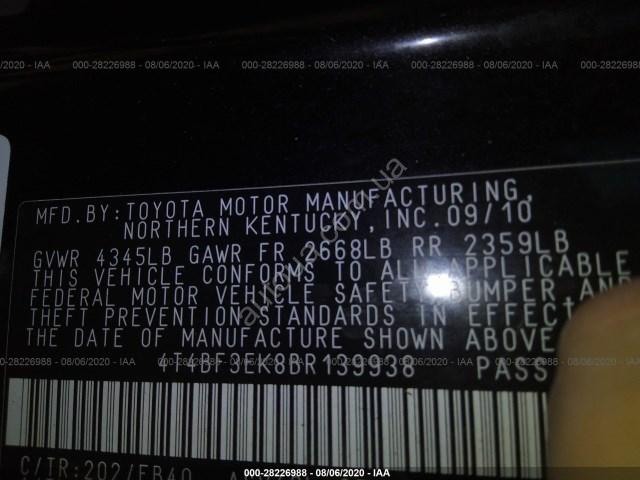 000-28226988 - 08/06/2020 - IAA
MFD.BY:TOYOTA MOTOR MANUFACTURING,
NORTHERN KENTUCKY,INC.09/10
GVWR 4345LB GAWR FR 2668LB RR 2359LB
THIS VEHICLE CONFORMS TO ALL APPLICABLE
FEDERAL MOTOR VEHICLE SAFETY,BUMPER,AND
THEFT PREVENTION STANDARDS IN EFFECT
THE DATE OF MANUFACTURE SHOWN ABOVE
4T4BF3EK8BR139938 PASS
C/TR:202/FB40
000-28226988 - 08/06/2020 - IAA